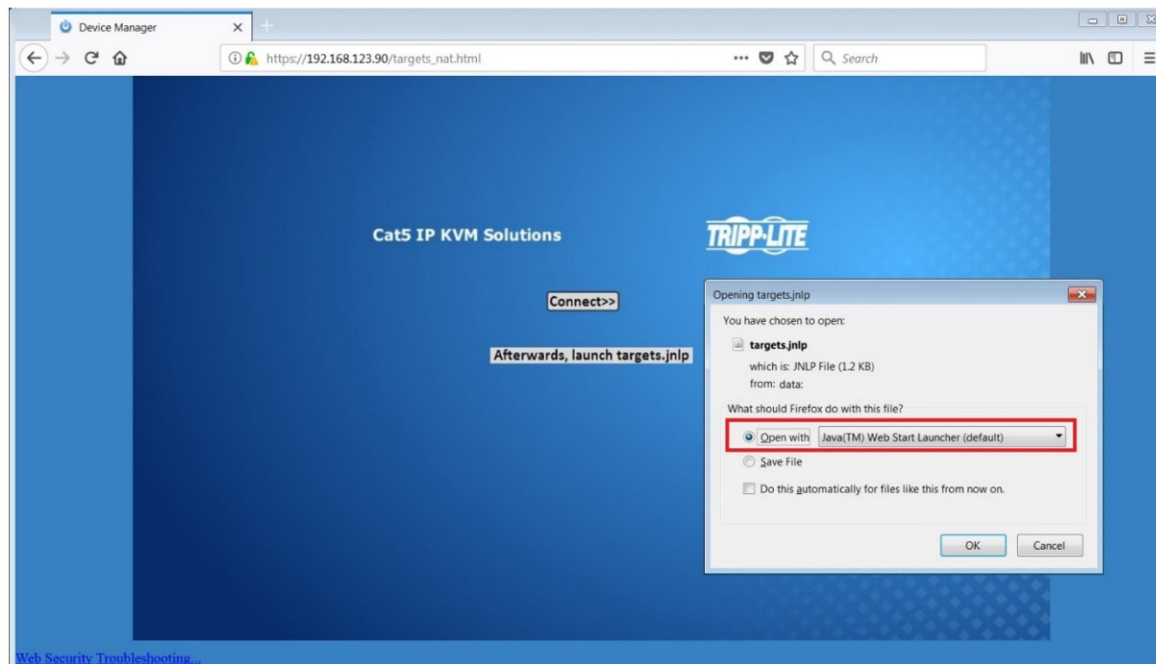 Device Manager
https://192.168.123.90/targets_nat.html
Search
Cat5 IP KVM Solutions
TRIPP·LITE
Connect>>
Afterwards, launch targets.jnlp
Opening targets.jnlp
You have chosen to open:
targets.jnlp
which is: JNLP File (1.2 KB)
from: data:
What should Firefox do with this file?
Open with Java(TM) Web Start Launcher (default)
Save File
Do this automatically for files like this from now on.
OK Cancel
Web Security Troubleshooting...